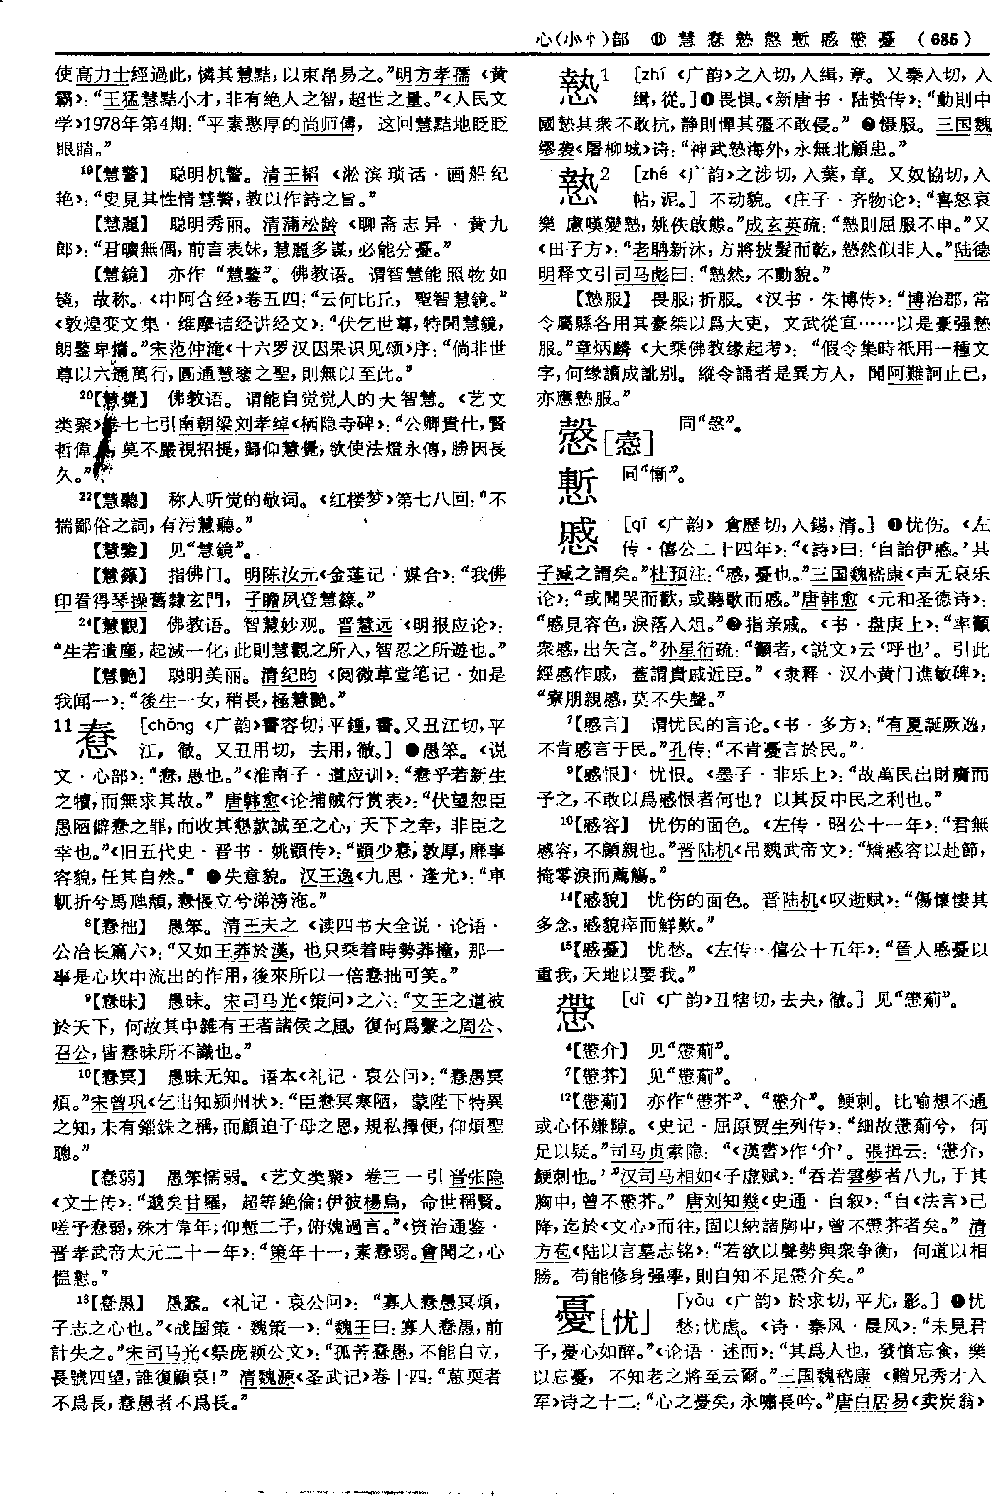 心(小忄)部 ⑪ 慧 惷 慹 慤 慙 慼 慸 憂 (685)
使高力士經過此,憐其慧黠,以束帛易之。”明方孝孺《黄
霸》:“王猛慧黠小才,非有絶人之智,超世之量。”《人民文
学》1978年第4期:“平素憨厚的尚师傅, 这回慧黠地眨眨
眼睛。”
¹⁹【慧警】 聪明机警。清王韬《淞滨琐话·画船纪
艳》:“叟見其性情慧警,教以作詩之旨。”
【慧麗】 聪明秀丽。清蒲松龄《聊斋志异·黄九
郎》:“君曠無偶,前言表妹,慧麗多謀,必能分憂。”
【慧鏡】 亦作“慧鑒”。佛教语。谓智慧能照物如
镜,故称。《中阿含经》卷五四:“云何比丘, 聖智慧鏡。”
《敦煌变文集·维摩诘经讲经文》:“伏乞世尊,特開慧鏡,
朗鑒卑情。”宋范仲淹《十六罗汉因果识见颂》序:“倘非世
尊以六通萬行,圓通慧鑒之聖,則無以至此。”
²⁰【慧覺】 佛教语。谓能自觉觉人的大智慧。《艺文
类聚》卷七七引南朝梁刘孝绰《栖隐寺碑》:“公卿貴仕,賢
哲偉 莫不嚴視招提,歸仰慧覺,欲使法燈永傳,勝因長
久。”
²²【慧聽】 称人听觉的敬词。《红楼梦》第七八回:“不
揣鄙俗之詞,有汚慧聽。”
【慧鑒】 见“慧鏡”。
【慧籙】 指佛门。明陈汝元《金莲记·媒合》:“我佛
印看得琴操舊隸玄門, 子瞻夙登慧籙。”
²⁴【慧觀】 佛教语。智慧妙观。晋慧远《明报应论》:
“生若遺塵,起滅一化,此則慧觀之所入,智忍之所遊也。”
【慧艷】 聪明美丽。清纪昀《阅微草堂笔记·如是
我闻一》:“後生一女,稍長,極慧艷。”
11 惷 [chōng《广韵》書容切,平鍾,書。又丑江切,平
江, 徹。又丑用切, 去用,徹。] ❶愚笨。《说
文·心部》:“惷,愚也。”《淮南子·道应训》:“惷乎若新生
之犢,而無求其故。” 唐韩愈《论捕贼行赏表》:“伏望恕臣
愚陋僻惷之罪,而收其懇款誠至之心, 天下之幸, 非臣之
幸也。”《旧五代史·晋书·姚顗传》:“顗少惷,敦厚,靡事
容貌,任其自然。” ❷失意貌。 汉王逸《九思·逢尤》:“車
軏折兮馬虺頽,惷悵立兮涕滂沲。”
⁸【惷拙】 愚笨。 清王夫之《读四书大全说·论语·
公冶长篇六》:“又如王莽於漢, 也只乘着時勢莽撞, 那一
事是心坎中流出的作用,後來所以一倍惷拙可笑。”
⁹【惷昧】 愚昧。宋司马光《策问》之六:“文王之道被
於天下, 何故其中雜有王者諸侯之風, 復何爲繫之周公、
召公,皆惷昧所不識也。”
¹⁰【惷冥】 愚昧无知。语本《礼记·哀公问》:“惷愚冥
煩。”宋曾巩《乞出知颍州状》:“臣惷冥寒陋, 蒙陛下特異
之知,未有錙銖之稱,而顧迫子母之恩,規私擇便,仰煩聖
聰。”
【惷弱】 愚笨懦弱。《艺文类聚》卷三一引晋张隐
《文士传》:“邈矣甘羅, 超等絶倫;伊彼楊烏, 命世稱賢。
嗟予惷弱,殊才偉年;仰慙二子,俯媿過言。”《资治通鉴·
晋孝武帝太元二十一年》:“策年十一,素惷弱。會聞之,心
愠懟。”
¹³【惷愚】 愚蠢。《礼记·哀公问》: “寡人惷愚冥煩,
子志之心也。”《战国策·魏策一》:“魏王曰:寡人惷愚,前
計失之。”宋司马光《祭庞颖公文》:“孤苦惷愚,不能自立,
長號四望,誰復顧哀!” 清魏源《圣武记》卷十四:“葸耎者
不爲長,惷愚者不爲長。”
慹¹ [zhí《广韵》之入切,入缉,章。又秦入切,入
缉,從。]❶畏惧。《新唐书·陆贽传》:“動則中
國慹其衆不敢抗,静則憚其彊不敢侵。” ❷慑服。 三国魏
缪袭《屠柳城》诗:“神武慹海外,永無北顧患。”
慹² [zhé《广韵》之涉切,入葉,章。又奴協切,入
帖,泥。] 不动貌。《庄子·齐物论》:“喜怒哀
樂 慮嘆變慹,姚佚啟態。”成玄英疏:“慹則屈服不伸。”又
《田子方》:“老聃新沐,方將披髮而乾,慹然似非人。”陆德
明释文引司马彪曰:“慹然,不動貌。”
【慹服】 畏服;折服。《汉书·朱博传》:“博治郡,常
令屬縣各用其豪桀以爲大吏, 文武從宜……以是豪强慹
服。”章炳麟《大乘佛教缘起考》: “假令集時祇用一種文
字,何缘讀成訛别。 縱令誦者是異方人, 聞阿難訶止已,
亦應慹服。”
慤[悫] 同“愨”。
慙 同“慚”。
慼 [qī《广韵》倉歷切,入錫,清。] ❶忧伤。《左
传·僖公二十四年》:“《詩》曰:‘自詒伊慼。’其
子臧之謂矣。”杜预注:“慼,憂也。”三国魏嵇康《声无哀乐
论》:“或聞哭而歡,或聽歌而慼。”唐韩愈《元和圣德诗》:
“慼見容色,淚落入俎。”❷指亲戚。《书·盘庚上》:“率籲
衆慼,出矢言。”孙星衍疏:“籲者,《説文》云‘呼也’。引此
經慼作戚, 蓋謂貴戚近臣。”《隶释·汉小黄门谯敏碑》:
“寮朋親慼,莫不失聲。”
⁷【慼言】 谓忧民的言论。《书·多方》:“有夏誕厥逸,
不肯慼言于民。”孔传:“不肯憂言於民。”
⁹【慼恨】 忧恨。《墨子·非乐上》:“故萬民出財齎而
予之,不敢以爲慼恨者何也? 以其反中民之利也。”
¹⁰【慼容】 忧伤的面色。《左传·昭公十一年》:“君無
慼容,不顧親也。”晋陆机《吊魏武帝文》:“矯慼容以赴節,
掩零淚而薦觴。”
¹⁴【慼貌】 忧伤的面色。晋陆机《叹逝赋》:“傷懷悽其
多念,慼貌瘁而鮮歡。”
¹⁵【慼憂】 忧愁。《左传·僖公十五年》:“晉人慼憂以
重我,天地以要我。”
慸 [dì《广韵》丑犗切,去夬,徹。] 见“慸葪”。
⁴【慸介】 见“慸葪”。
⁷【慸芥】 见“慸葪”。
¹²【慸葪】 亦作“慸芥”、“慸介”。 鲠刺。比喻想不通
或心怀嫌隙。《史记·屈原贾生列传》:“細故慸葪兮, 何
足以疑。”司马贞索隐: “《漢書》作‘介’。張揖云:‘慸介,
鯁刺也。’”汉司马相如《子虚赋》:“吞若雲夢者八九,于其
胸中,曾不慸芥。” 唐刘知幾《史通·自叙》:“自《法言》已
降,迄於《文心》而往,固以納諸胸中,曾不慸芥者矣。” 清
方苞《陆以言墓志铭》:“若欲以聲勢與衆争衡, 何道以相
勝。苟能修身强學,則自知不足慸介矣。”
憂[忧] [yōu《广韵》於求切,平尤,影。] ❶忧
愁;忧虑。《诗·秦风·晨风》:“未見君
子,憂心如醉。”《论语·述而》:“其爲人也,發憤忘食,樂
以忘憂, 不知老之將至云爾。”三国魏嵇康《赠兄秀才入
军》诗之十二:“心之憂矣,永嘯長吟。”唐白居易《卖炭翁》